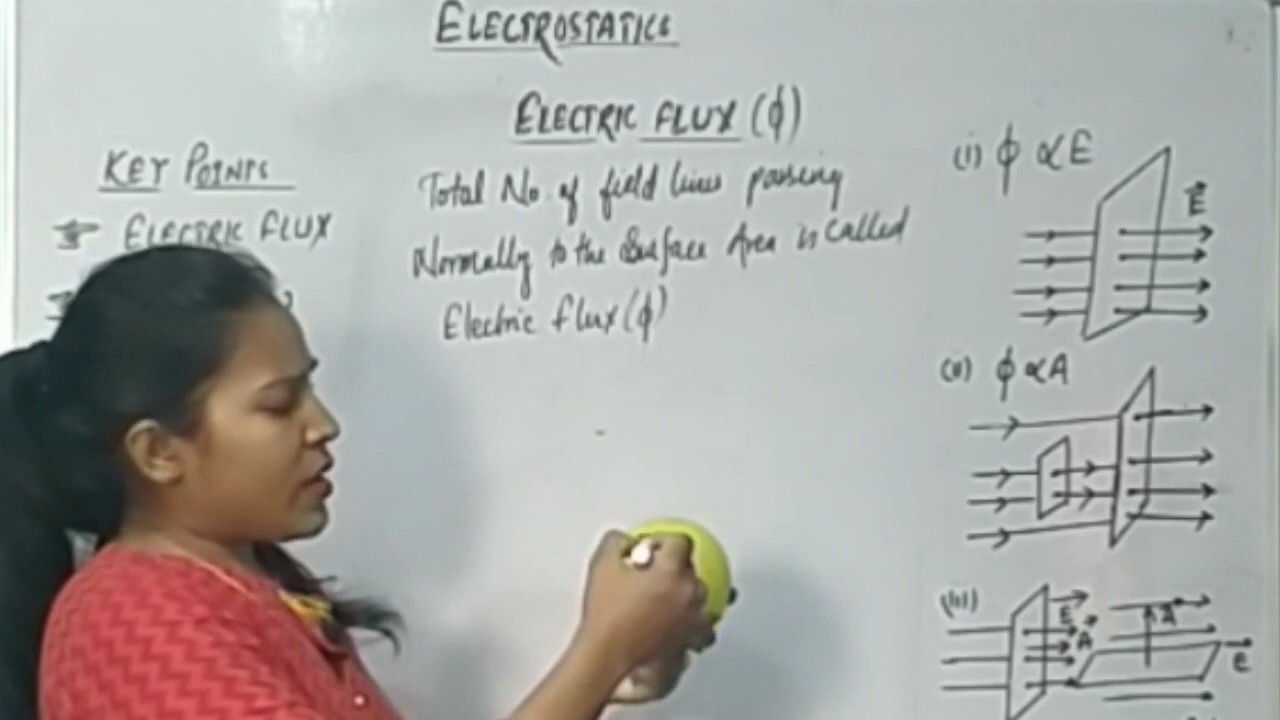 ELECTROSTATICS
ELECTRIC FLUX (ϕ)
KEY POINTS
☞ ELECTRIC FLUX
Total No. of field lines passing
Normally to the Surface Area is called
Electric flux (ϕ)
(i) ϕ ∝ E
E⃗
(ii) ϕ ∝ A
(iii)
E
A⃗
A
E